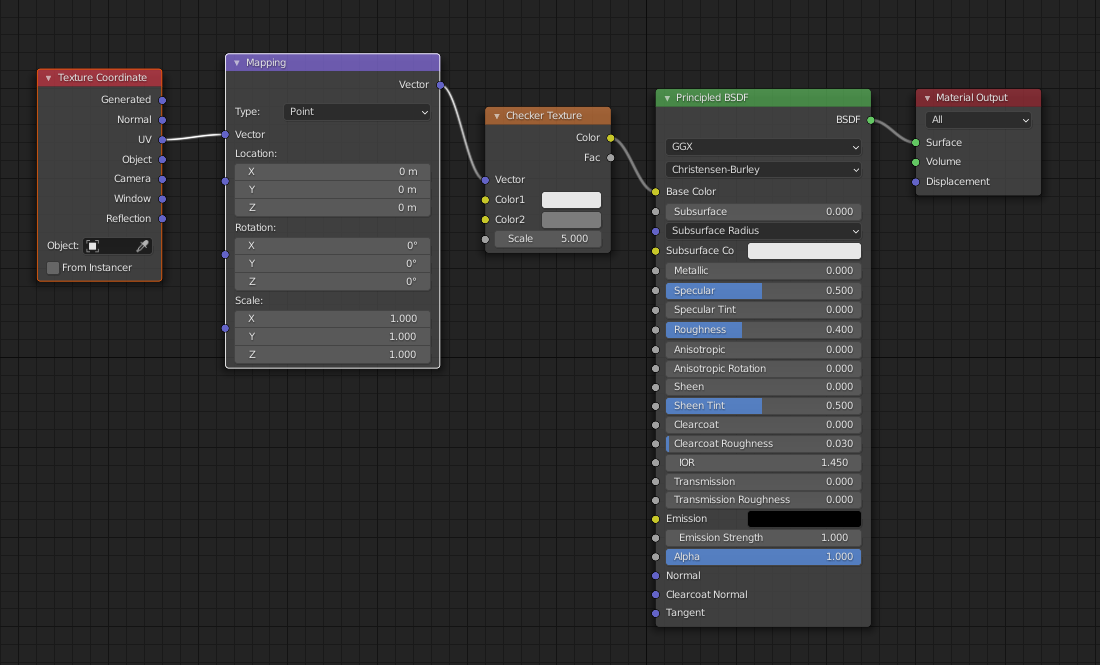 Texture Coordinate
Generated
Normal
UV
Object
Camera
Window
Reflection
Object:
From Instancer
Mapping
Vector
Type: Point
Vector
Location:
X 0 m
Y 0 m
Z 0 m
Rotation:
X 0°
Y 0°
Z 0°
Scale:
X 1.000
Y 1.000
Z 1.000
Checker Texture
Color
Fac
Vector
Color1
Color2
Scale 5.000
Principled BSDF
BSDF
GGX
Christensen-Burley
Base Color
Subsurface 0.000
Subsurface Radius
Subsurface Co
Metallic 0.000
Specular 0.500
Specular Tint 0.000
Roughness 0.400
Anisotropic 0.000
Anisotropic Rotation 0.000
Sheen 0.000
Sheen Tint 0.500
Clearcoat 0.000
Clearcoat Roughness 0.030
IOR 1.450
Transmission 0.000
Transmission Roughness 0.000
Emission
Emission Strength 1.000
Alpha 1.000
Normal
Clearcoat Normal
Tangent
Material Output
All
Surface
Volume
Displacement